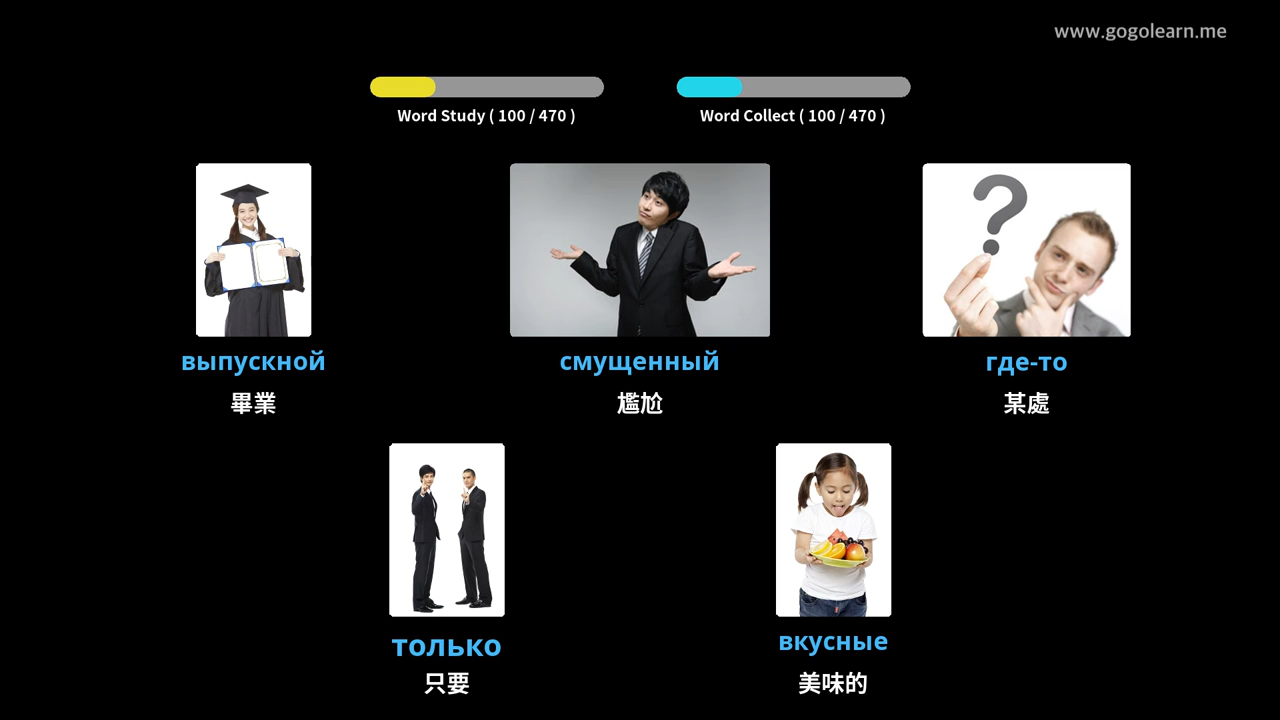 www.gogolearn.me
Word Study ( 100 / 470 )
Word Collect ( 100 / 470 )
выпускной
смущенный
где-то
畢業
尷尬
某處
только
вкусные
只要
美味的